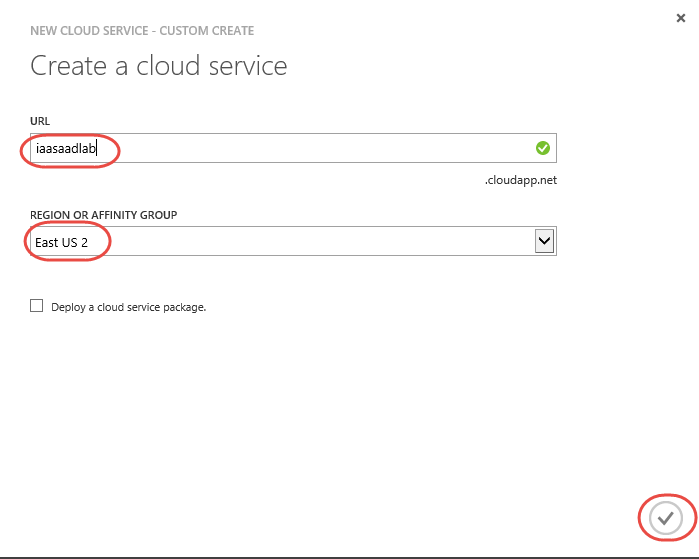 NEW CLOUD SERVICE - CUSTOM CREATE
Create a cloud service
URL
iaasaadlab
.cloudapp.net
REGION OR AFFINITY GROUP
East US 2
Deploy a cloud service package.